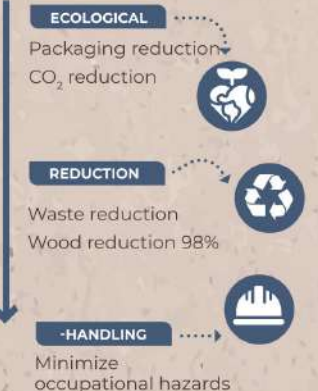 ECOLOGICAL
Packaging reduction
CO₂ reduction
REDUCTION
Waste reduction
Wood reduction 98%
-HANDLING
Minimize
occupational hazards